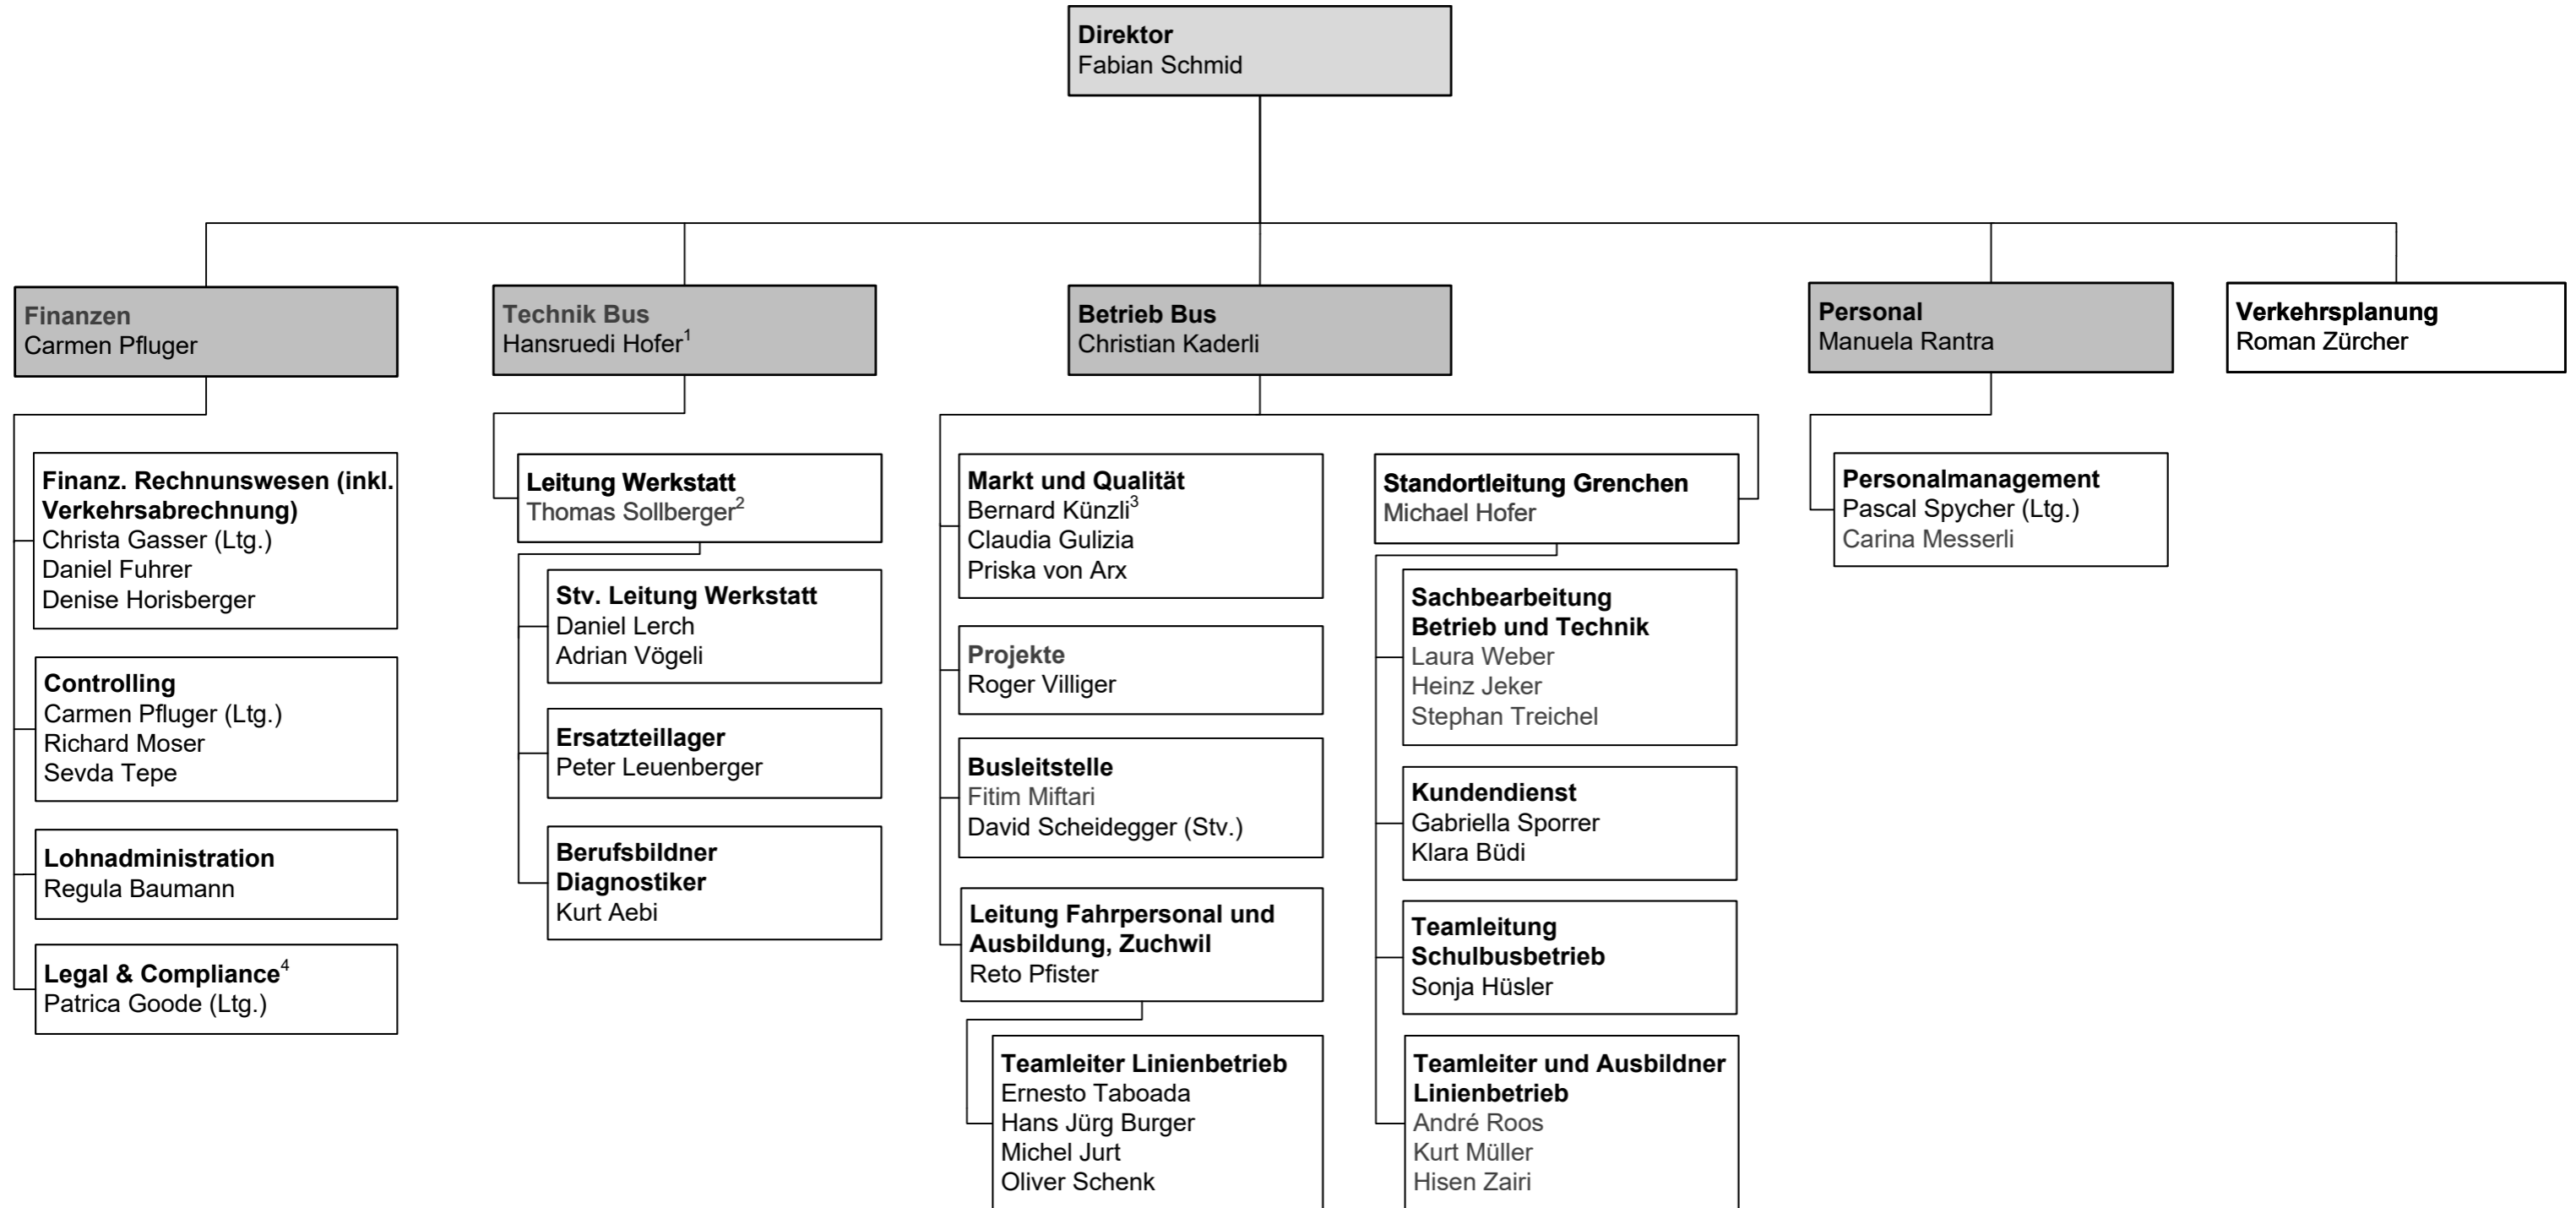 Direktor
Fabian Schmid
Finanzen
Carmen Pfluger
Technik Bus
Hansruedi Hofer¹
Betrieb Bus
Christian Kaderli
Personal
Manuela Rantra
Verkehrsplanung
Roman Zürcher
Finanz. Rechnunswesen (inkl.
Verkehrsabrechnung)
Christa Gasser (Ltg.)
Daniel Fuhrer
Denise Horisberger
Controlling
Carmen Pfluger (Ltg.)
Richard Moser
Sevda Tepe
Lohnadministration
Regula Baumann
Legal & Compliance⁴
Patrica Goode (Ltg.)
Leitung Werkstatt
Thomas Sollberger²
Stv. Leitung Werkstatt
Daniel Lerch
Adrian Vögeli
Ersatzteillager
Peter Leuenberger
Berufsbildner
Diagnostiker
Kurt Aebi
Markt und Qualität
Bernard Künzli³
Claudia Gulizia
Priska von Arx
Projekte
Roger Villiger
Busleitstelle
Fitim Miftari
David Scheidegger (Stv.)
Leitung Fahrpersonal und
Ausbildung, Zuchwil
Reto Pfister
Teamleiter Linienbetrieb
Ernesto Taboada
Hans Jürg Burger
Michel Jurt
Oliver Schenk
Standortleitung Grenchen
Michael Hofer
Sachbearbeitung
Betrieb und Technik
Laura Weber
Heinz Jeker
Stephan Treichel
Kundendienst
Gabriella Sporrer
Klara Büdi
Teamleitung
Schulbusbetrieb
Sonja Hüsler
Teamleiter und Ausbildner
Linienbetrieb
André Roos
Kurt Müller
Hisen Zairi
Personalmanagement
Pascal Spycher (Ltg.)
Carina Messerli